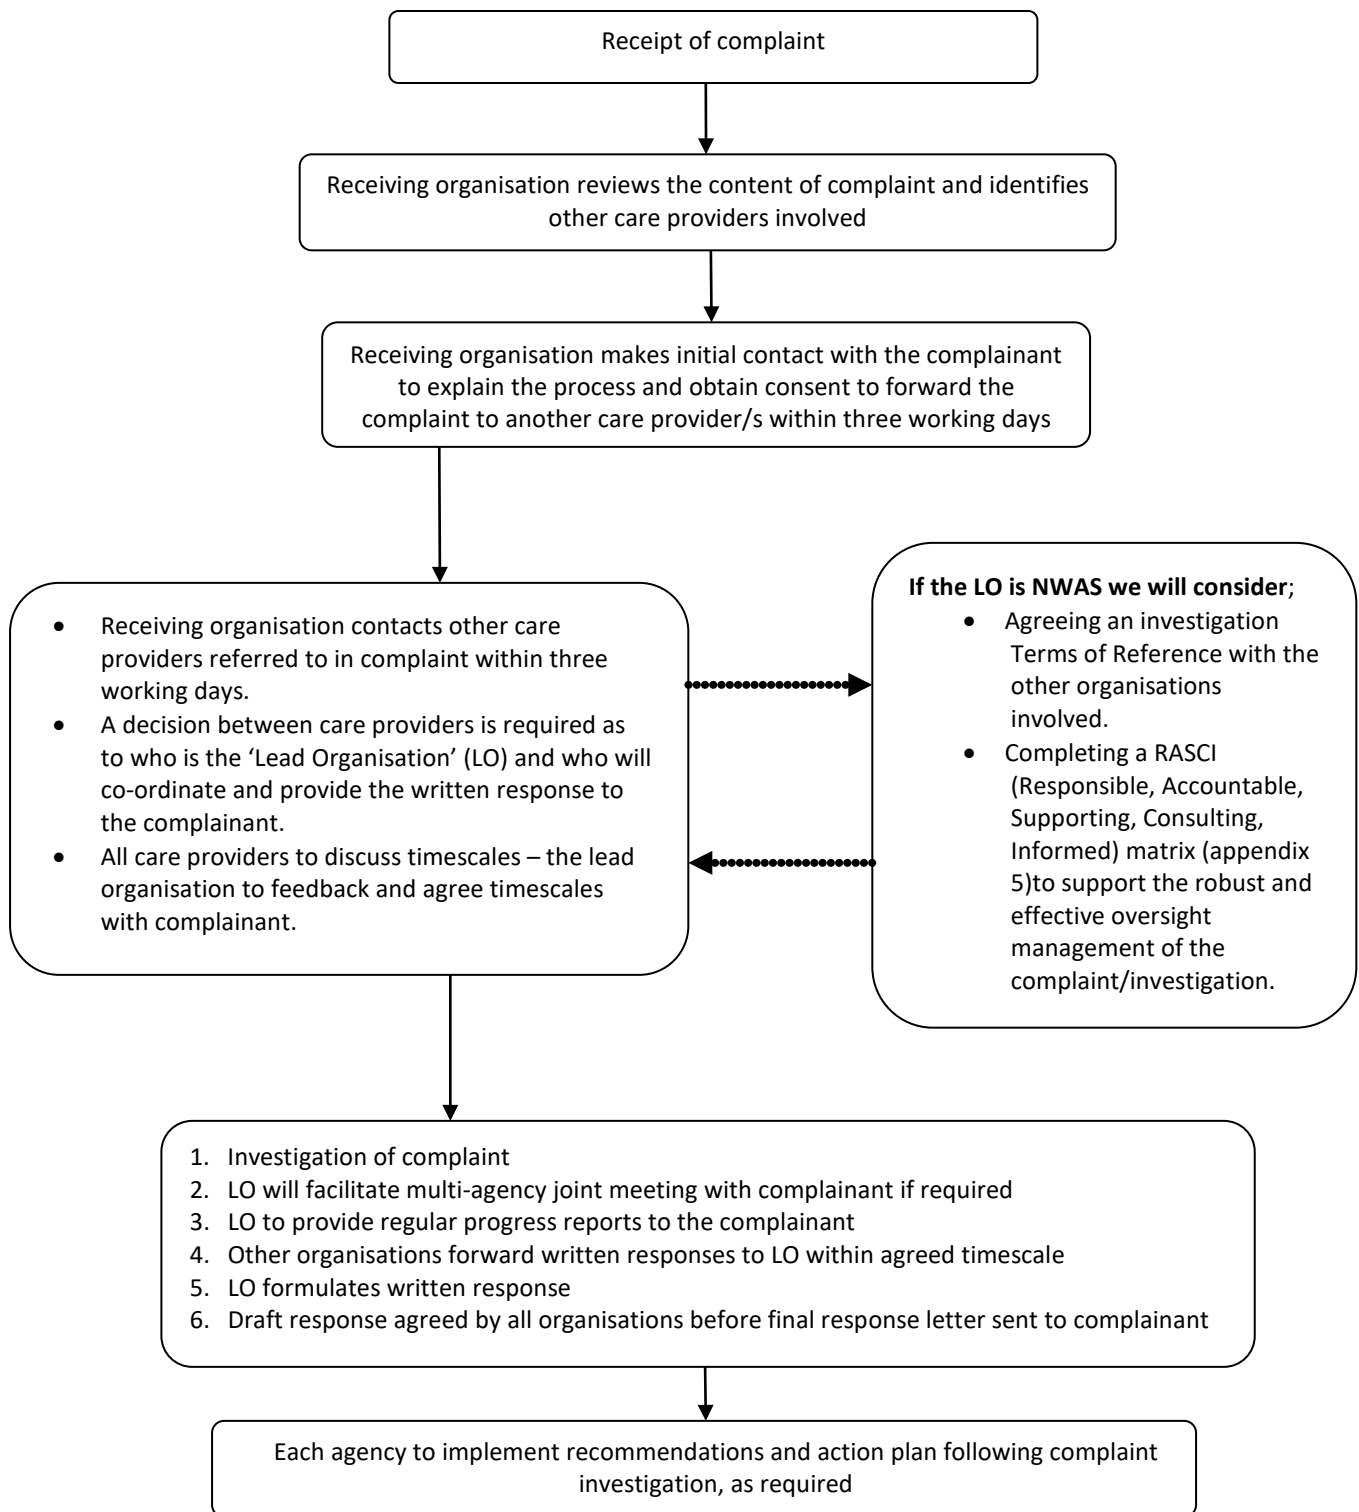 Receipt of complaint
Receiving organisation reviews the content of complaint and identifies
other care providers involved
Receiving organisation makes initial contact with the complainant
to explain the process and obtain consent to forward the
complaint to another care provider/s within three working days
• Receiving organisation contacts other care
providers referred to in complaint within three
working days.
• A decision between care providers is required as
to who is the ‘Lead Organisation’ (LO) and who will
co-ordinate and provide the written response to
the complainant.
• All care providers to discuss timescales – the lead
organisation to feedback and agree timescales
with complainant.
If the LO is NWAS we will consider;
• Agreeing an investigation
Terms of Reference with the
other organisations
involved.
• Completing a RASCI
(Responsible, Accountable,
Supporting, Consulting,
Informed) matrix (appendix
5)to support the robust and
effective oversight
management of the
complaint/investigation.
1. Investigation of complaint
2. LO will facilitate multi-agency joint meeting with complainant if required
3. LO to provide regular progress reports to the complainant
4. Other organisations forward written responses to LO within agreed timescale
5. LO formulates written response
6. Draft response agreed by all organisations before final response letter sent to complainant
Each agency to implement recommendations and action plan following complaint
investigation, as required